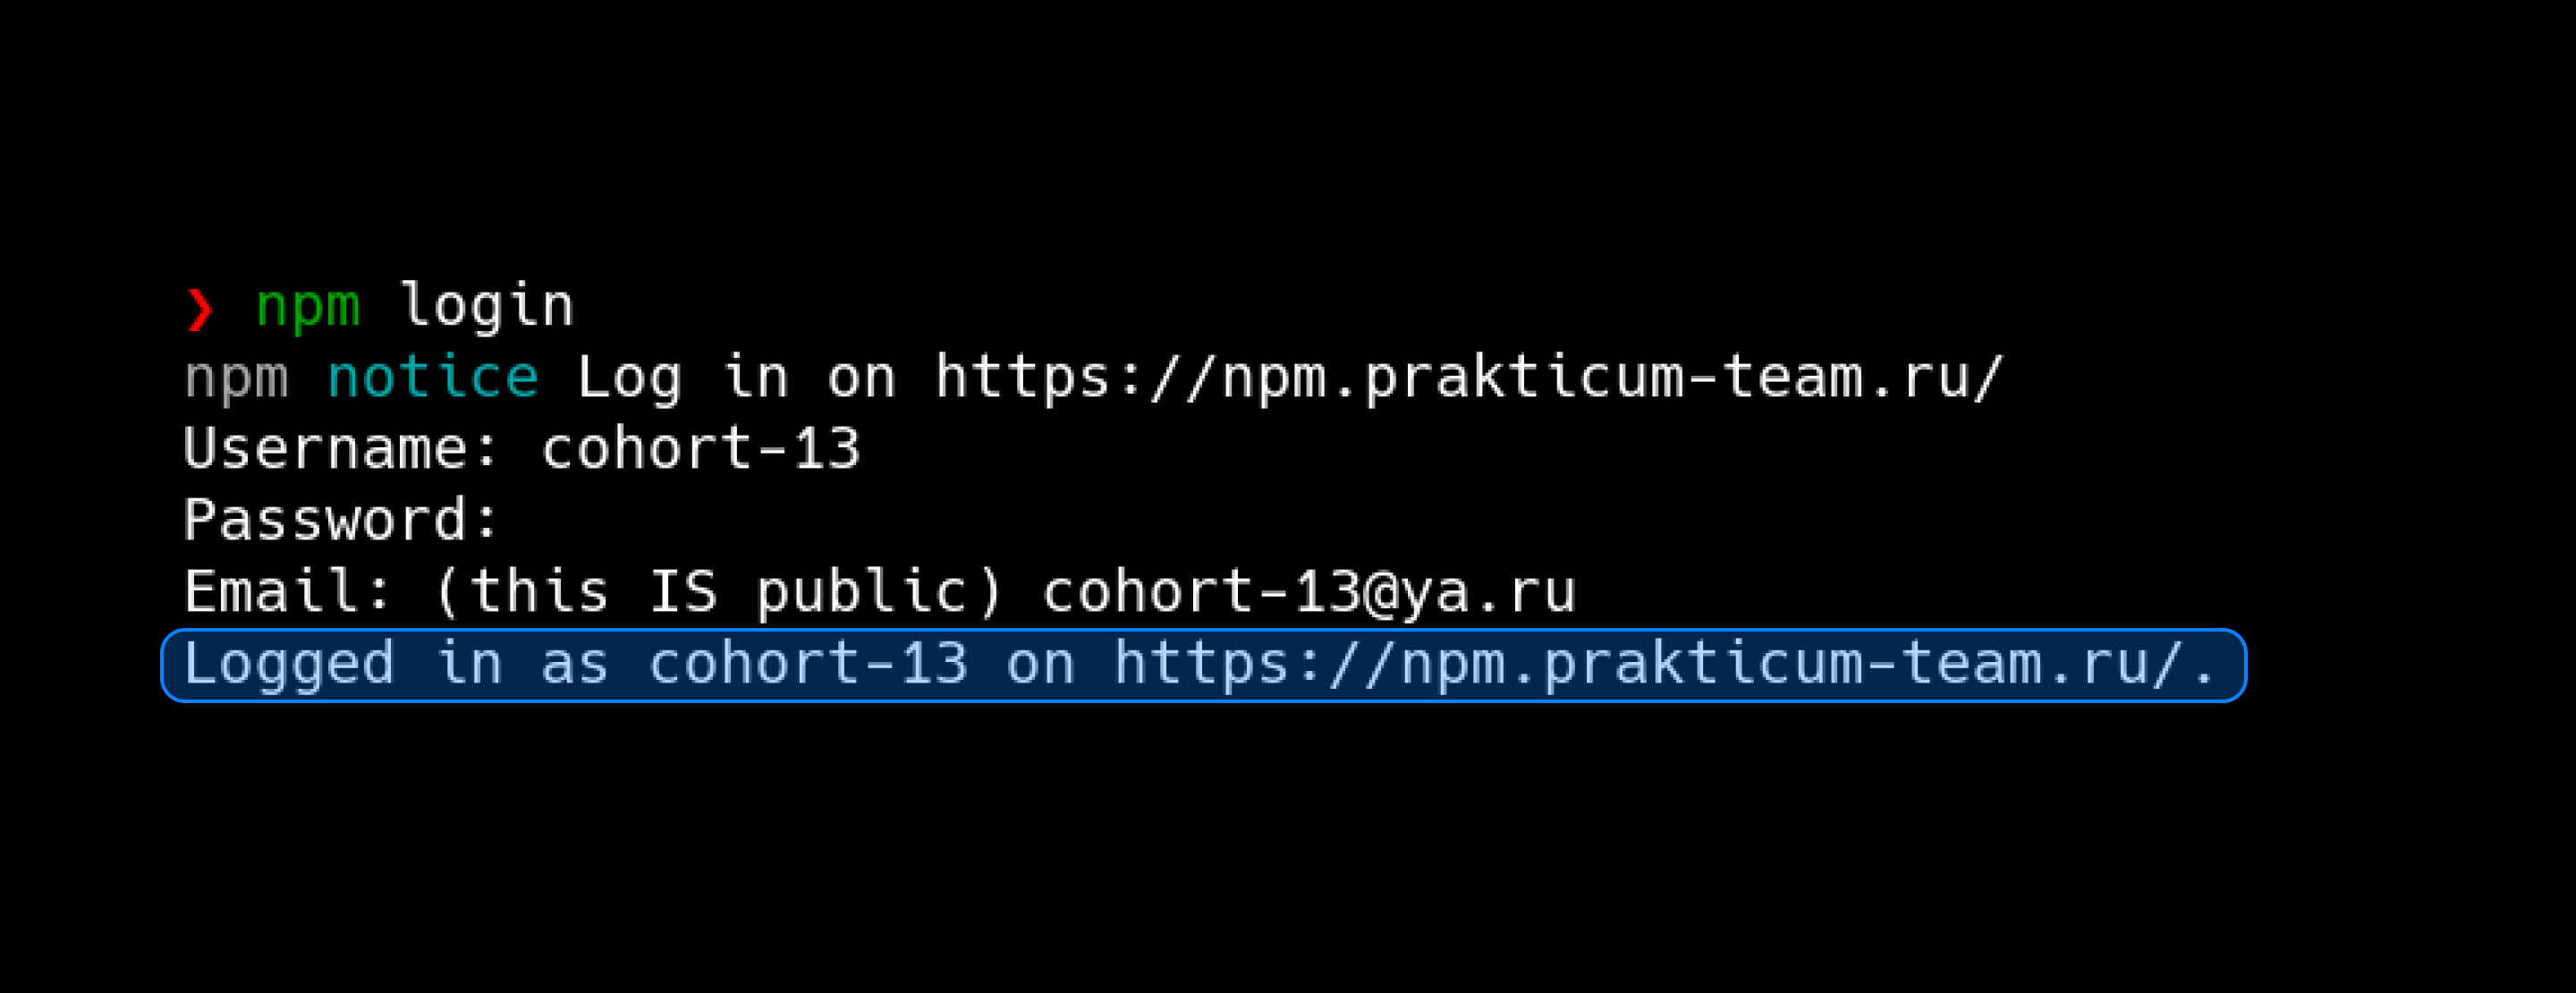 ❯ npm login
npm notice Log in on https://npm.prakticum-team.ru/
Username: cohort-13
Password:
Email: (this IS public) cohort-13@ya.ru
Logged in as cohort-13 on https://npm.prakticum-team.ru/.